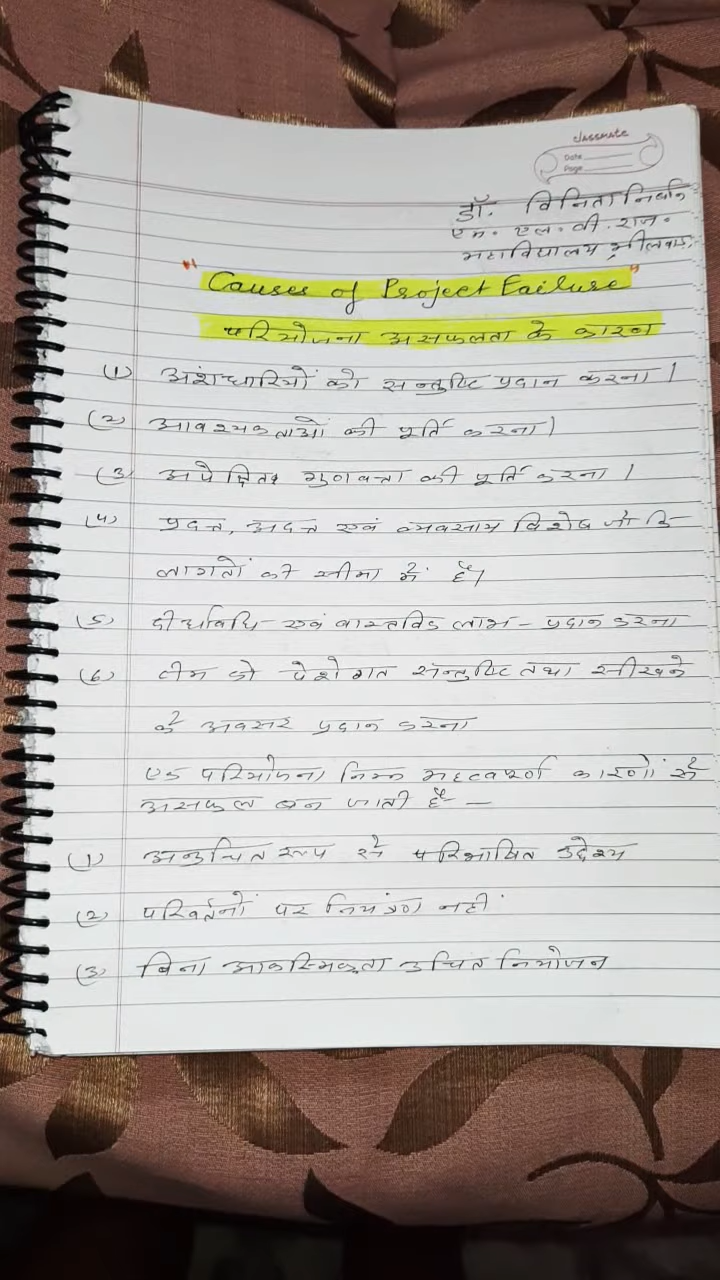 classmate
Date
Page
डॉ. विनिता
एम. एल. वी. राज.
महाविद्यालय, भीलवाड़ा
"Causes of Project Failure"
परियोजना असफलता के कारण
(1) अंशधारियों को सन्तुष्टि प्रदान करना।
(2) आवश्यकताओं की पूर्ति करना।
(3) अपेक्षित गुणवत्ता की पूर्ति करना।
(4) प्रदत्त, अदत्त एवं व्यवसाय विशेष जो कि
लागतों की सीमा में है।
(5) दीर्घावधि एवं वास्तविक लाभ - प्रदान करना
(6) टीम को पेशेगत सन्तुष्टि तथा सीखने
के अवसर प्रदान करना
एक परियोजना निम्न महत्वपूर्ण कारणों से
असफल बन जाती है -
(1) अनुचित रूप से परिभाषित उद्देश्य
(2) परिवर्तनों पर नियंत्रण नहीं
(3) बिना आकस्मिकता उचित नियोजन